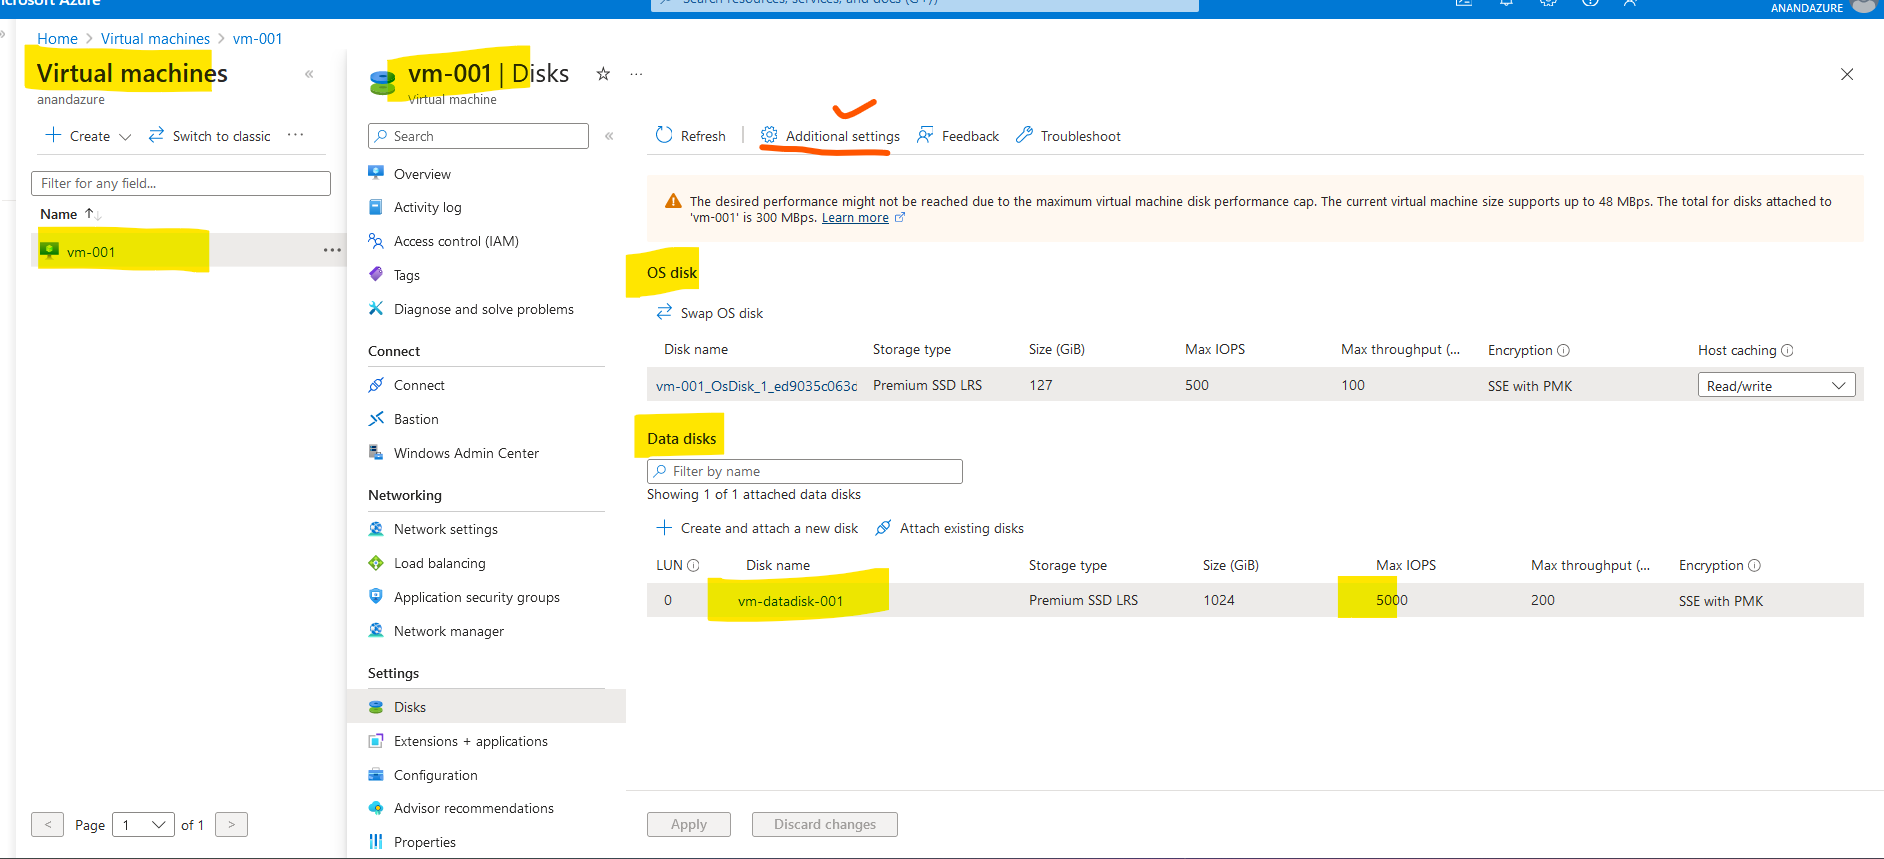 Microsoft Azure
Search resources, services, and docs (G+/)
ANANDAZURE
Home > Virtual machines > vm-001
Virtual machines
anandazure
Create
Switch to classic
Filter for any field...
Name
vm-001
< Page 1 of 1 >
vm-001 | Disks
Virtual machine
Search
Overview
Activity log
Access control (IAM)
Tags
Diagnose and solve problems
Connect
Connect
Bastion
Windows Admin Center
Networking
Network settings
Load balancing
Application security groups
Network manager
Settings
Disks
Extensions + applications
Configuration
Advisor recommendations
Properties
Refresh | Additional settings Feedback Troubleshoot
The desired performance might not be reached due to the maximum virtual machine disk performance cap. The current virtual machine size supports up to 48 MBps. The total for disks attached to
'vm-001' is 300 MBps. Learn more
OS disk
Swap OS disk
Disk name Storage type Size (GiB) Max IOPS Max throughput (... Encryption Host caching
vm-001_OsDisk_1_ed9035c063d Premium SSD LRS 127 500 100 SSE with PMK Read/write
Data disks
Filter by name
Showing 1 of 1 attached data disks
Create and attach a new disk Attach existing disks
LUN Disk name Storage type Size (GiB) Max IOPS Max throughput (... Encryption
0 vm-datadisk-001 Premium SSD LRS 1024 5000 200 SSE with PMK
Apply Discard changes